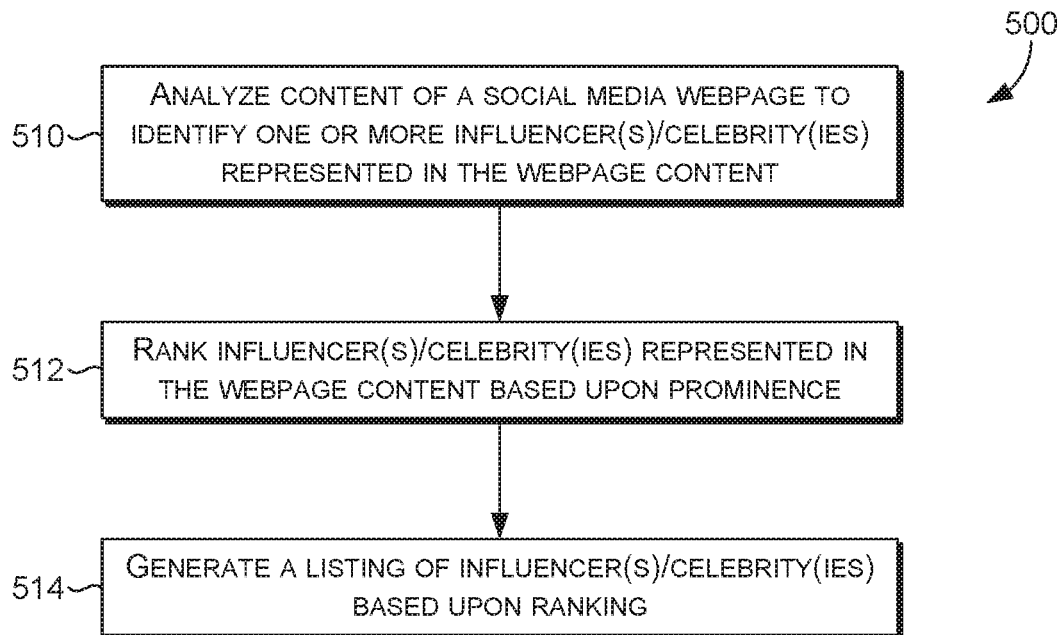 500
510
ANALYZE CONTENT OF A SOCIAL MEDIA WEBPAGE TO
IDENTIFY ONE OR MORE INFLUENCER(S)/CELEBRITY(IES)
REPRESENTED IN THE WEBPAGE CONTENT
512
RANK INFLUENCER(S)/CELEBRITY(IES) REPRESENTED IN
THE WEBPAGE CONTENT BASED UPON PROMINENCE
514
GENERATE A LISTING OF INFLUENCER(S)/CELEBRITY(IES)
BASED UPON RANKING